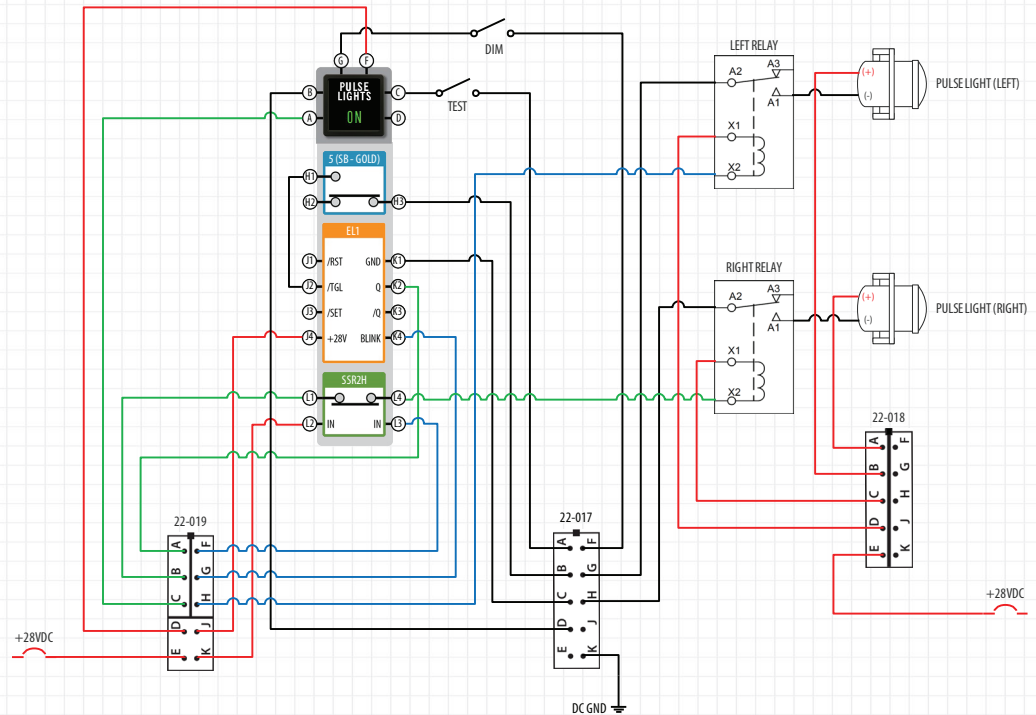 G F
DIM
B PULSE LIGHTS C
A ON D
TEST
5 (SB - GOLD)
H1
H2 H3
EL1
J1 /RST GND K1
J2 /TGL Q K2
J3 /SET /Q K3
J4 +28V BLINK K4
SSR2H
L1 L4
L2 IN IN L3
LEFT RELAY
A2 A3
A1
X1
X2
(+)
(-)
PULSE LIGHT (LEFT)
RIGHT RELAY
A2 A3
A1
X1
X2
(+)
(-)
PULSE LIGHT (RIGHT)
22-019
A F
B G
C H
D J
E K
+28VDC
22-017
A F
B G
C H
D J
E K
DC GND
22-018
A F
B G
C H
D J
E K
+28VDC